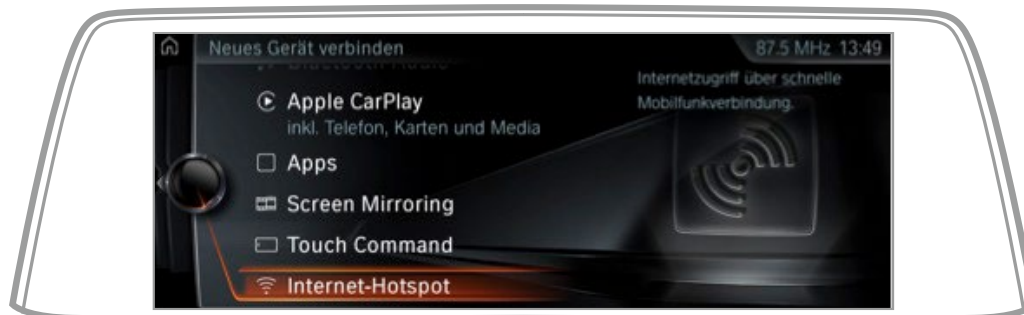 Neues Gerät verbinden
87.5 MHz 13:49
Internetzugriff über schnelle
Mobilfunkverbindung.
Apple CarPlay
inkl. Telefon, Karten und Media
Apps
Screen Mirroring
Touch Command
Internet-Hotspot